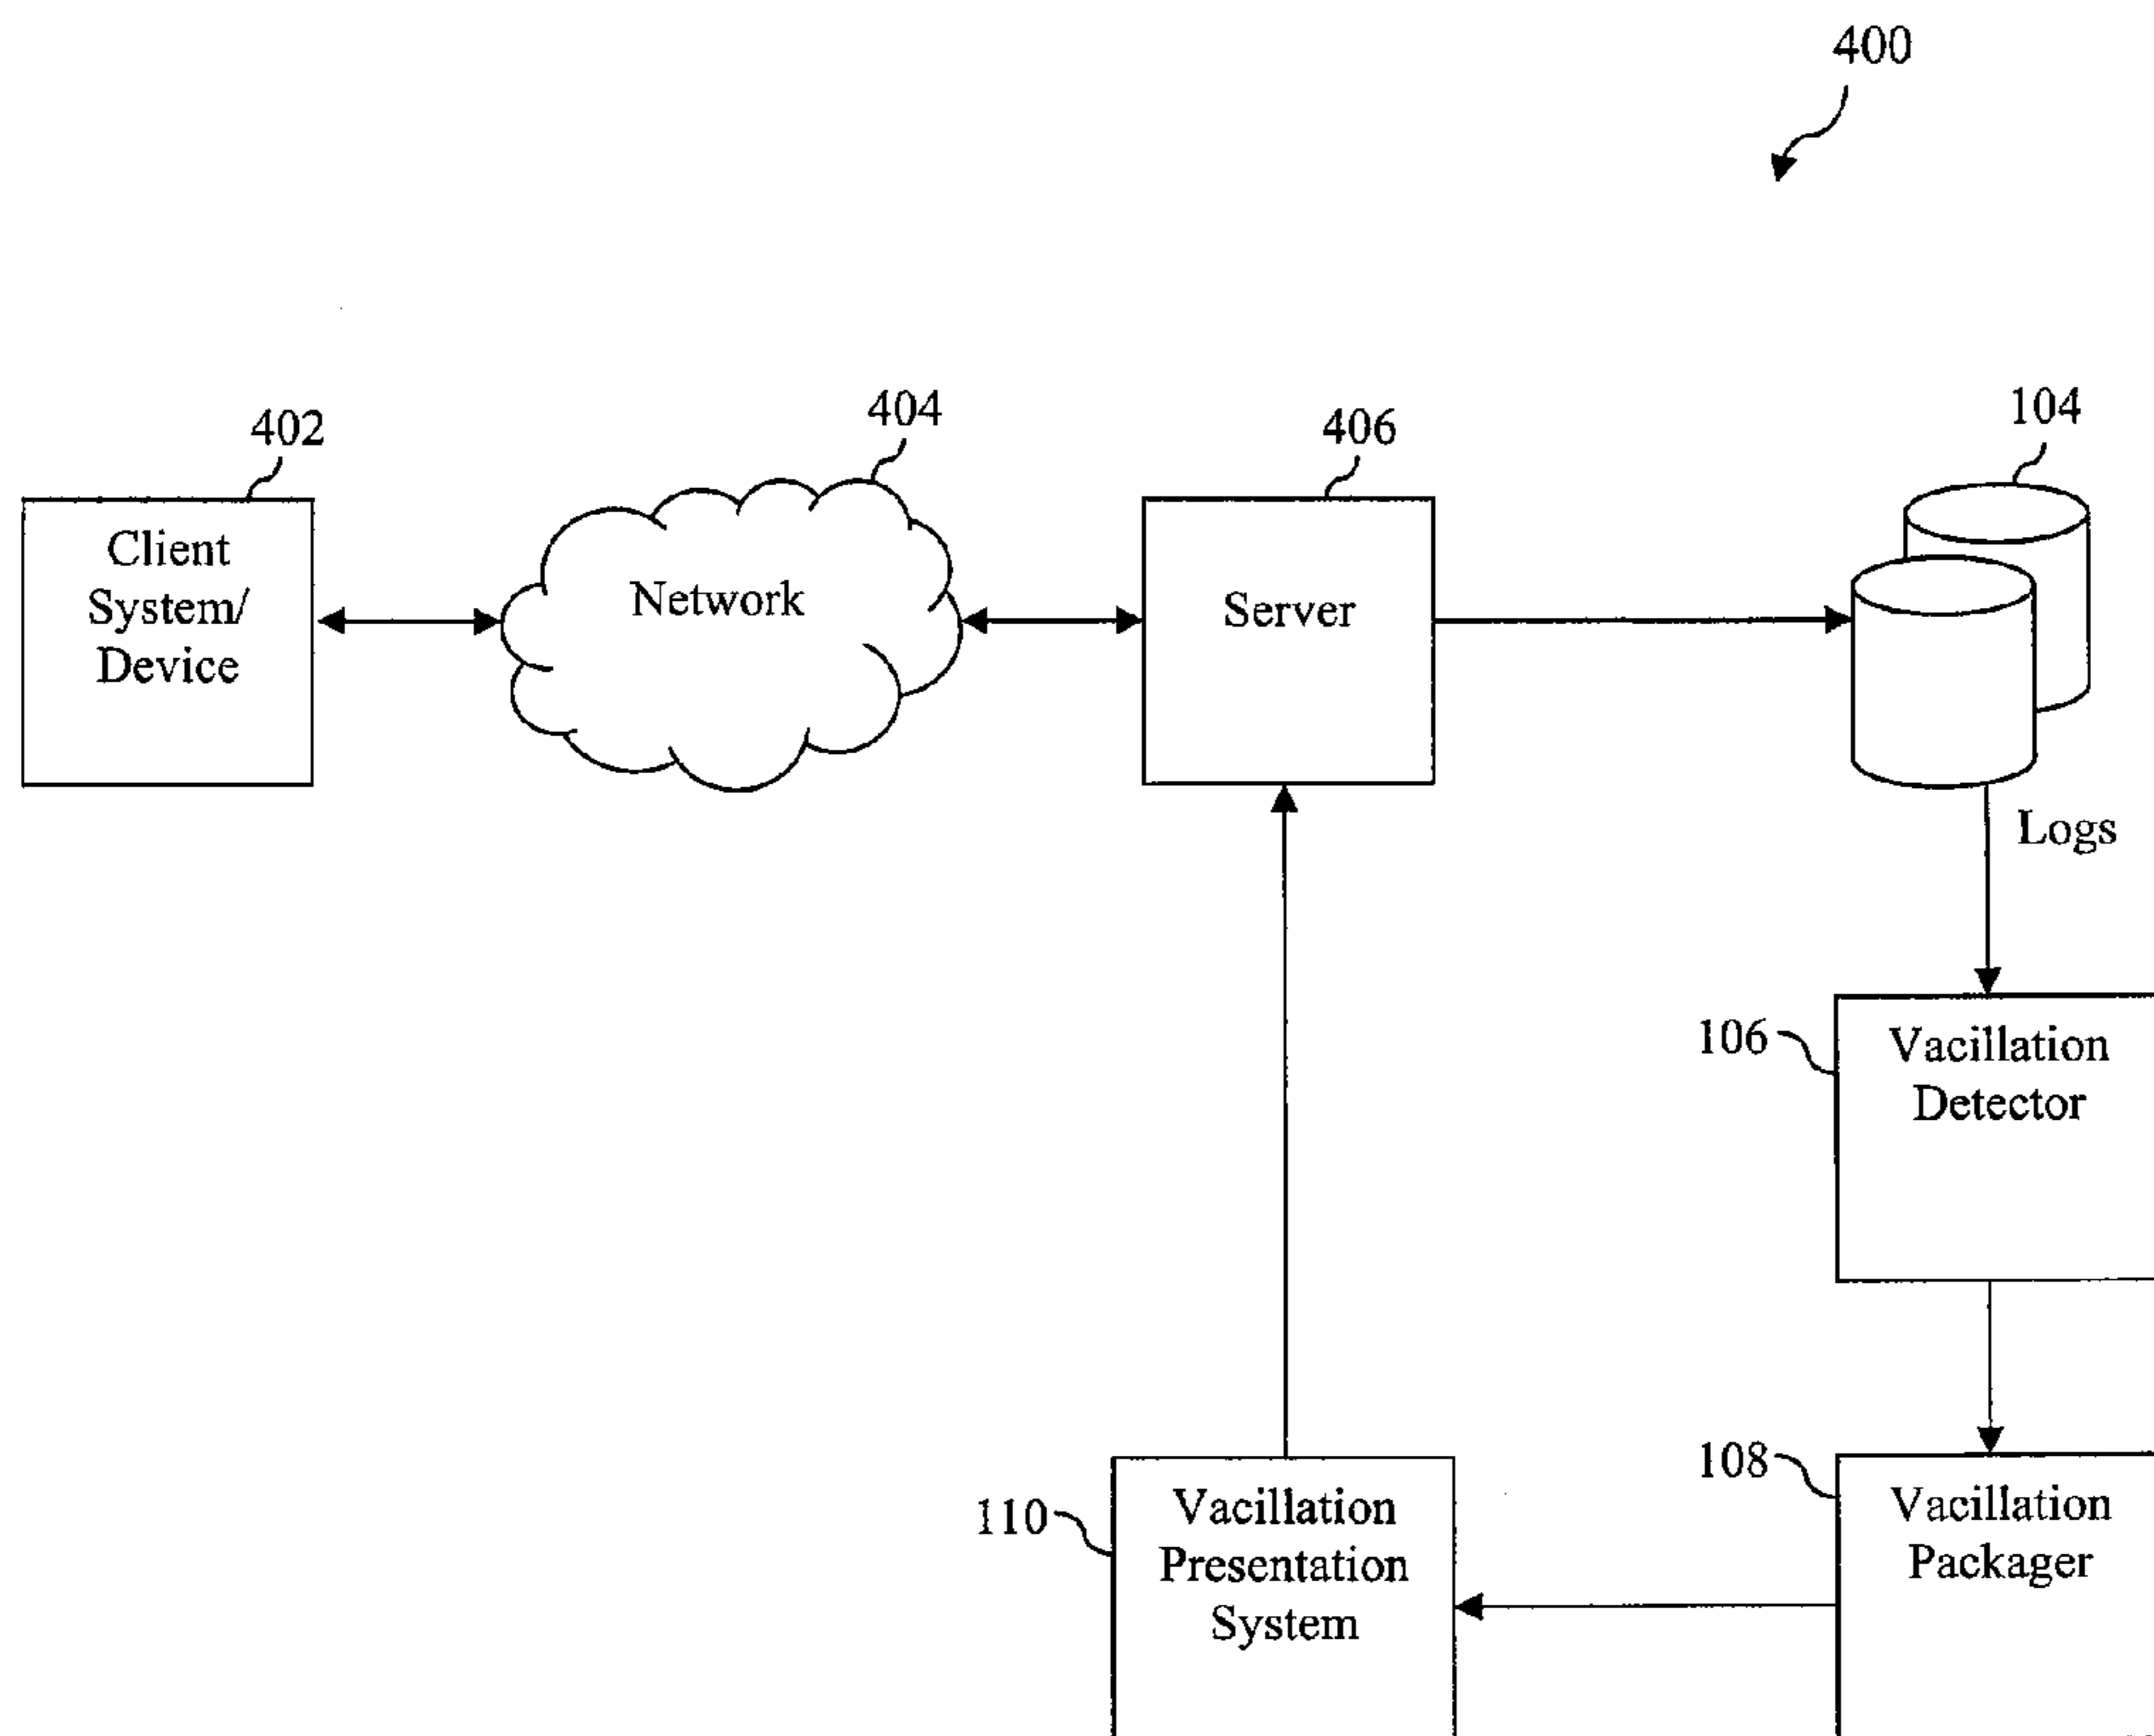 400
402
404
406
104
Client
System/
Device
Network
Server
Logs
106
Vacillation
Detector
108
Vacillation
Packager
110
Vacillation
Presentation
System